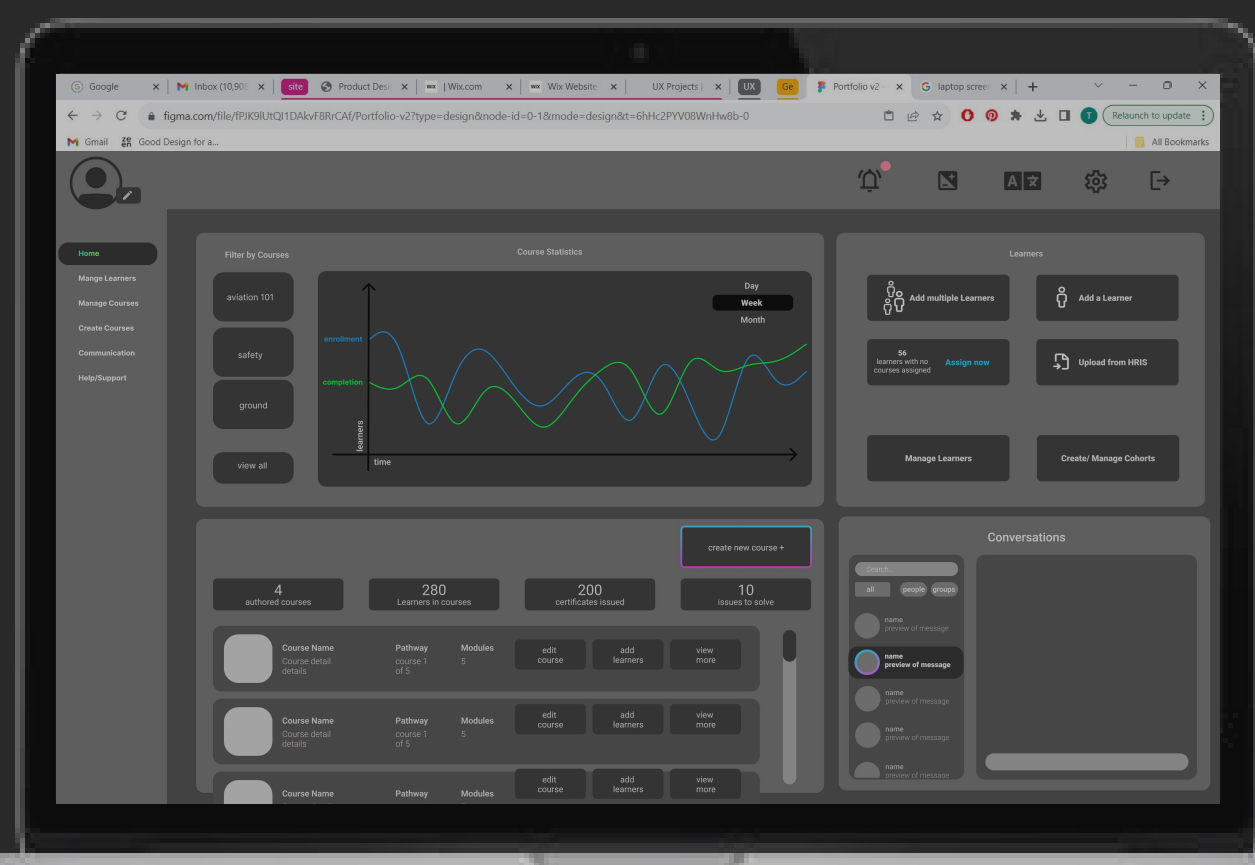 Google
Inbox (10,90
site
Product Desi
WIX | Wix.com
WIX Wix Website
UX Projects |
UX
Ge
Portfolio v2 -
laptop screen
figma.com/file/fPJK9lUtQI1DAkvF8RrCAf/Portfolio-v2?type=design&node-id=0-1&mode=design&t=6hHc2PYV08WnHw8b-0
T
Relaunch to update
Gmail
Good Design for a...
All Bookmarks
Home
Mange Learners
Manage Courses
Create Courses
Communication
Help/Support
Filter by Courses
aviation 101
safety
ground
view all
Course Statistics
Day
Week
Month
enrollment
completion
learners
time
Learners
Add multiple Learners
Add a Learner
56
learners with no
courses assigned
Assign now
Upload from HRIS
Manage Learners
Create/ Manage Cohorts
create new course +
4
authored courses
280
Learners in courses
200
certificates issued
10
issues to solve
Course Name
Course detail
details
Pathway
course 1
of 5
Modules
5
edit
course
add
learners
view
more
Course Name
Course detail
details
Pathway
course 1
of 5
Modules
5
edit
course
add
learners
view
more
Course Name
Pathway
Modules
edit
course
add
learners
view
more
Conversations
Search...
all
people
groups
name
preview of message
name
preview of message
name
preview of message
name
preview of message
name
preview of message